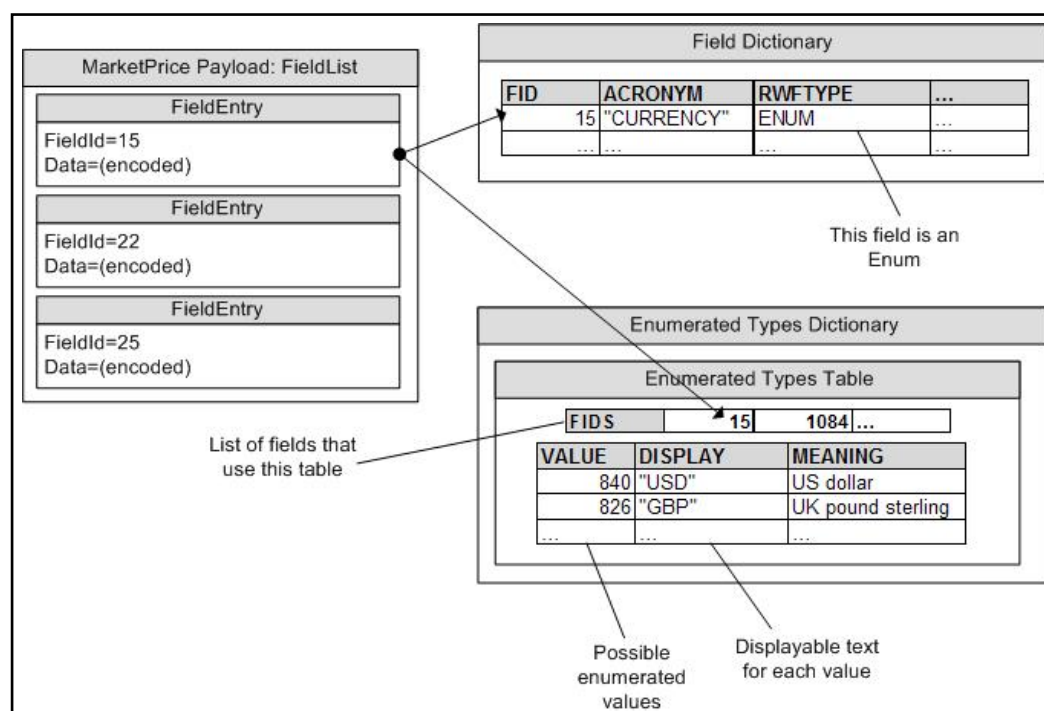 MarketPrice Payload: FieldList
FieldEntry
FieldId=15
Data=(encoded)
FieldEntry
FieldId=22
Data=(encoded)
FieldEntry
FieldId=25
Data=(encoded)
Field Dictionary
FID ACRONYM RWFTYPE ...
15 "CURRENCY" ENUM ...
... ... ... ...
This field is an
Enum
Enumerated Types Dictionary
Enumerated Types Table
FIDS 15 1084 ...
List of fields that
use this table
VALUE DISPLAY MEANING
840 "USD" US dollar
826 "GBP" UK pound sterling
... ... ...
Possible
enumerated
values
Displayable text
for each value